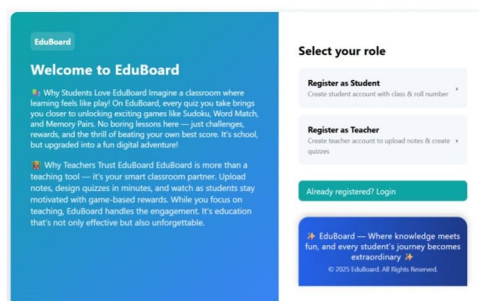 EduBoard
Welcome to EduBoard
Why Students Love EduBoard Imagine a classroom where
learning feels like play! On EduBoard, every quiz you take brings
you closer to unlocking exciting games like Sudoku, Word Match,
and Memory Pairs. No boring lessons here — just challenges,
rewards, and the thrill of beating your own best score. It's school,
but upgraded into a fun digital adventure!
Why Teachers Trust EduBoard EduBoard is more than a
teaching tool — it's your smart classroom partner. Upload
notes, design quizzes in minutes, and watch as students stay
motivated with game-based rewards. While you focus on
teaching, EduBoard handles the engagement. It's education
that's not only effective but also unforgettable.
Select your role
Register as Student
Create student account with class & roll number
Register as Teacher
Create teacher account to upload notes & create
quizzes
Already registered? Login
✨ EduBoard — Where knowledge meets
fun, and every student's journey becomes
extraordinary ✨
© 2025 EduBoard. All Rights Reserved.